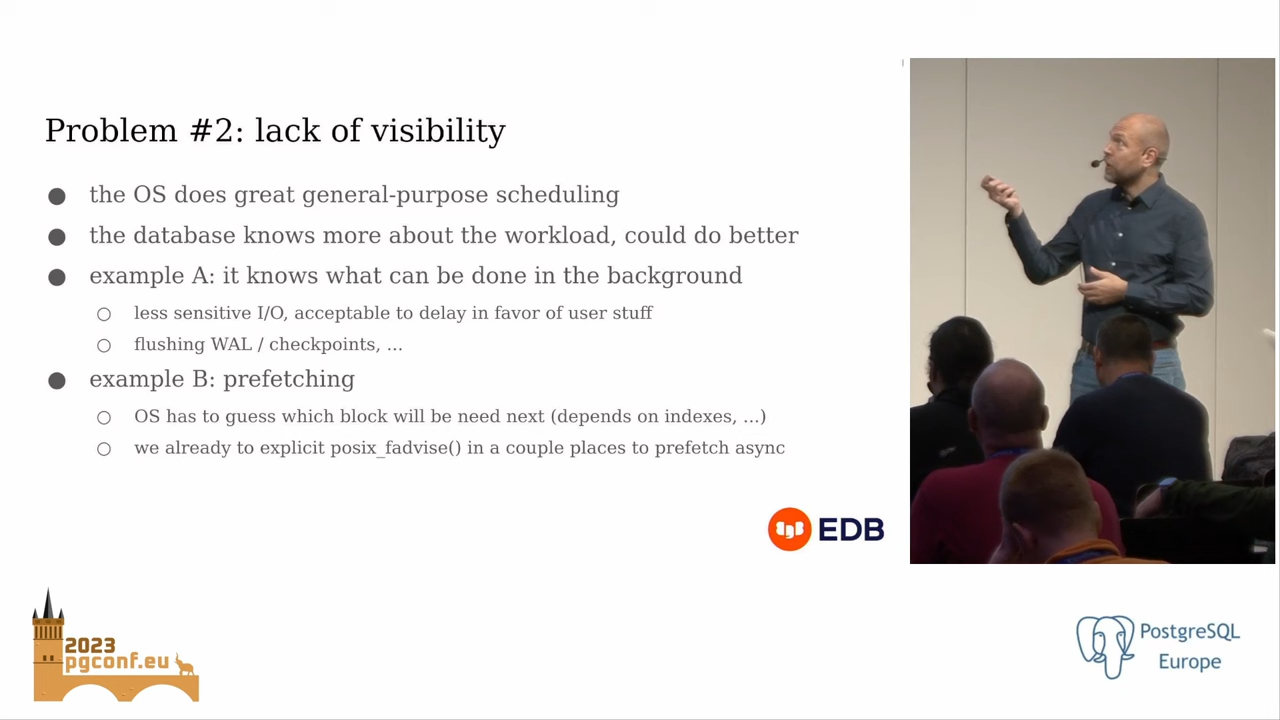 Problem #2: lack of visibility
● the OS does great general-purpose scheduling
● the database knows more about the workload, could do better
● example A: it knows what can be done in the background
○ less sensitive I/O, acceptable to delay in favor of user stuff
○ flushing WAL / checkpoints, ...
● example B: prefetching
○ OS has to guess which block will be need next (depends on indexes, ...)
○ we already to explicit posix_fadvise() in a couple places to prefetch async
EDB
2023
pgconf.eu
PostgreSQL
Europe